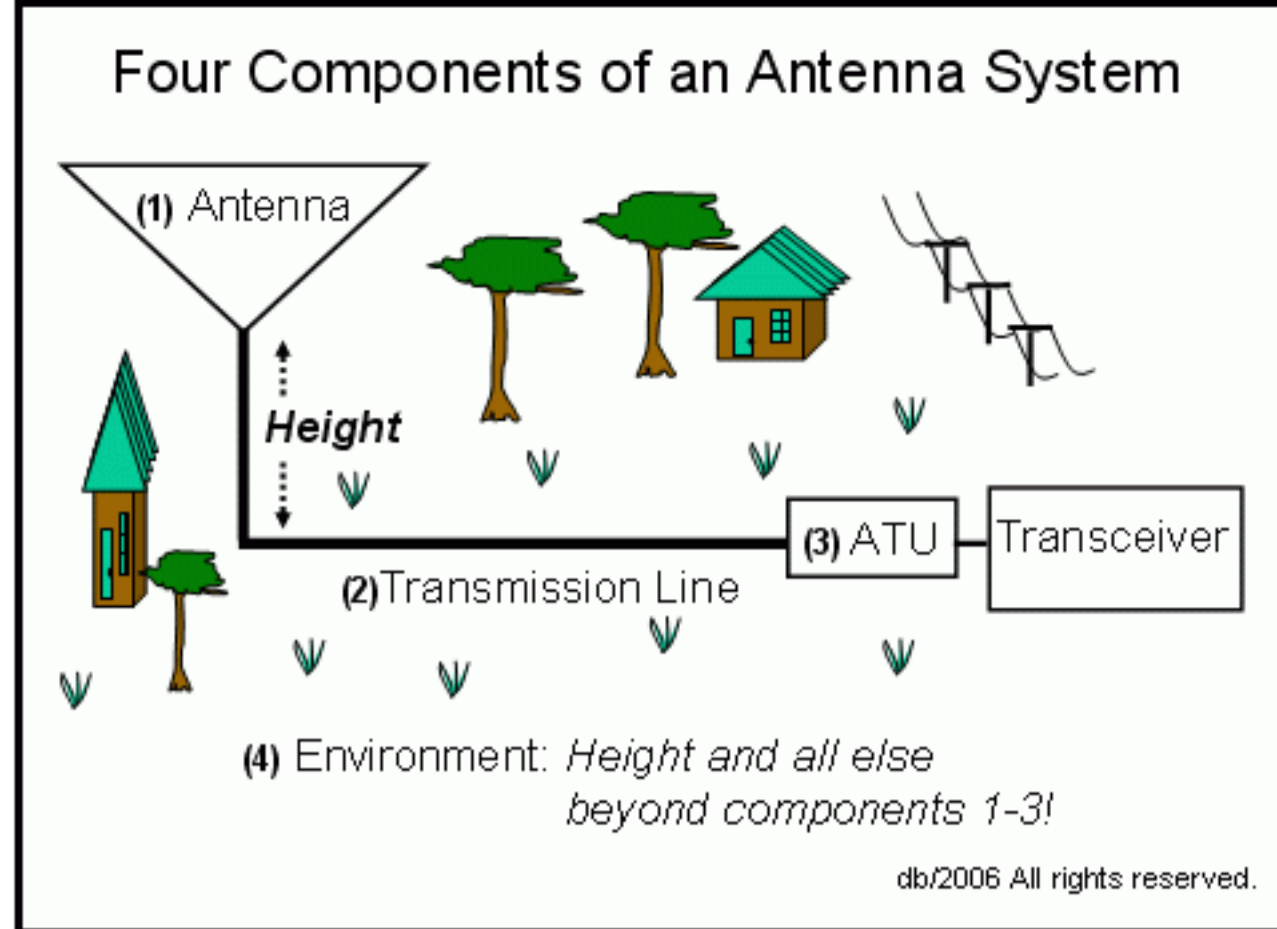 Four Components of an Antenna System
(1) Antenna
Height
(3) ATU
Transceiver
(2)Transmission Line
(4) Environment: Height and all else
beyond components 1-3!
db/2006 All rights reserved.